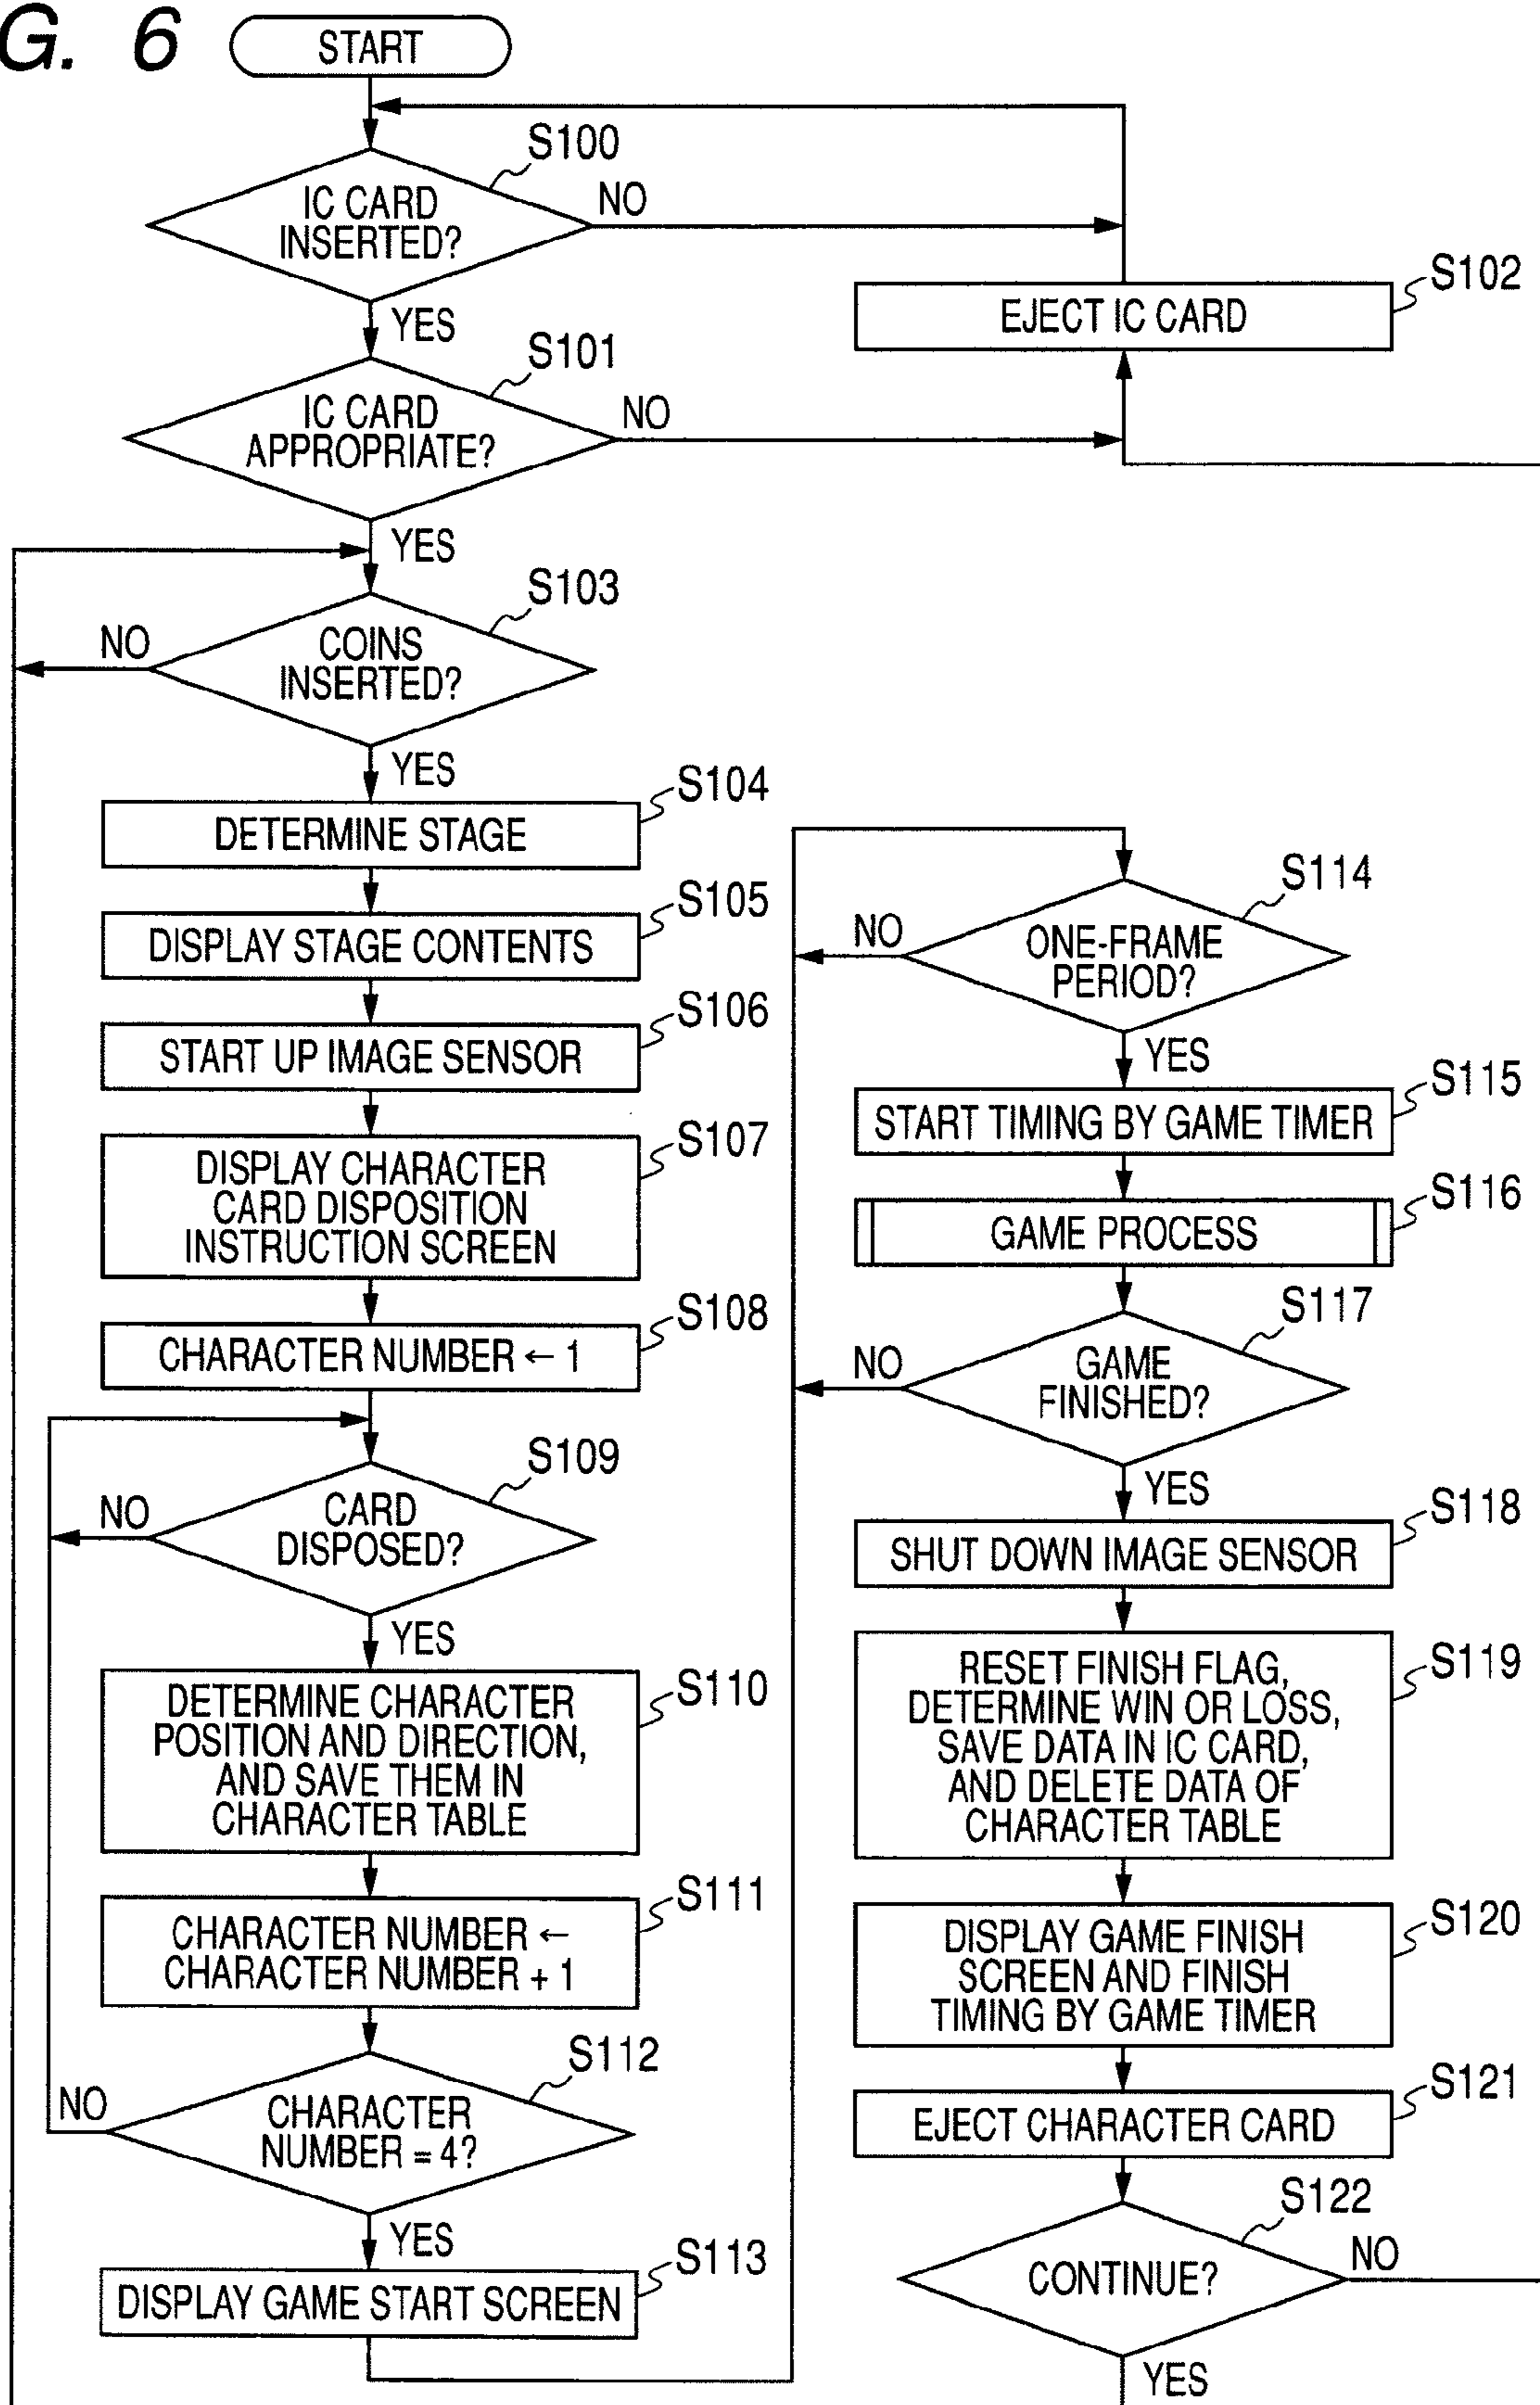 G. 6
START
S100
IC CARD
INSERTED?
NO
YES
S102
EJECT IC CARD
S101
IC CARD
APPROPRIATE?
NO
YES
S103
COINS
INSERTED?
NO
YES
S104
DETERMINE STAGE
S105
DISPLAY STAGE CONTENTS
S106
START UP IMAGE SENSOR
S107
DISPLAY CHARACTER
CARD DISPOSITION
INSTRUCTION SCREEN
S108
CHARACTER NUMBER ← 1
S109
CARD
DISPOSED?
NO
YES
S110
DETERMINE CHARACTER
POSITION AND DIRECTION,
AND SAVE THEM IN
CHARACTER TABLE
S111
CHARACTER NUMBER ←
CHARACTER NUMBER + 1
S112
CHARACTER
NUMBER = 4?
NO
YES
S113
DISPLAY GAME START SCREEN
S114
ONE-FRAME
PERIOD?
NO
YES
S115
START TIMING BY GAME TIMER
S116
GAME PROCESS
S117
GAME
FINISHED?
NO
YES
S118
SHUT DOWN IMAGE SENSOR
S119
RESET FINISH FLAG,
DETERMINE WIN OR LOSS,
SAVE DATA IN IC CARD,
AND DELETE DATA OF
CHARACTER TABLE
S120
DISPLAY GAME FINISH
SCREEN AND FINISH
TIMING BY GAME TIMER
S121
EJECT CHARACTER CARD
S122
CONTINUE?
NO
YES